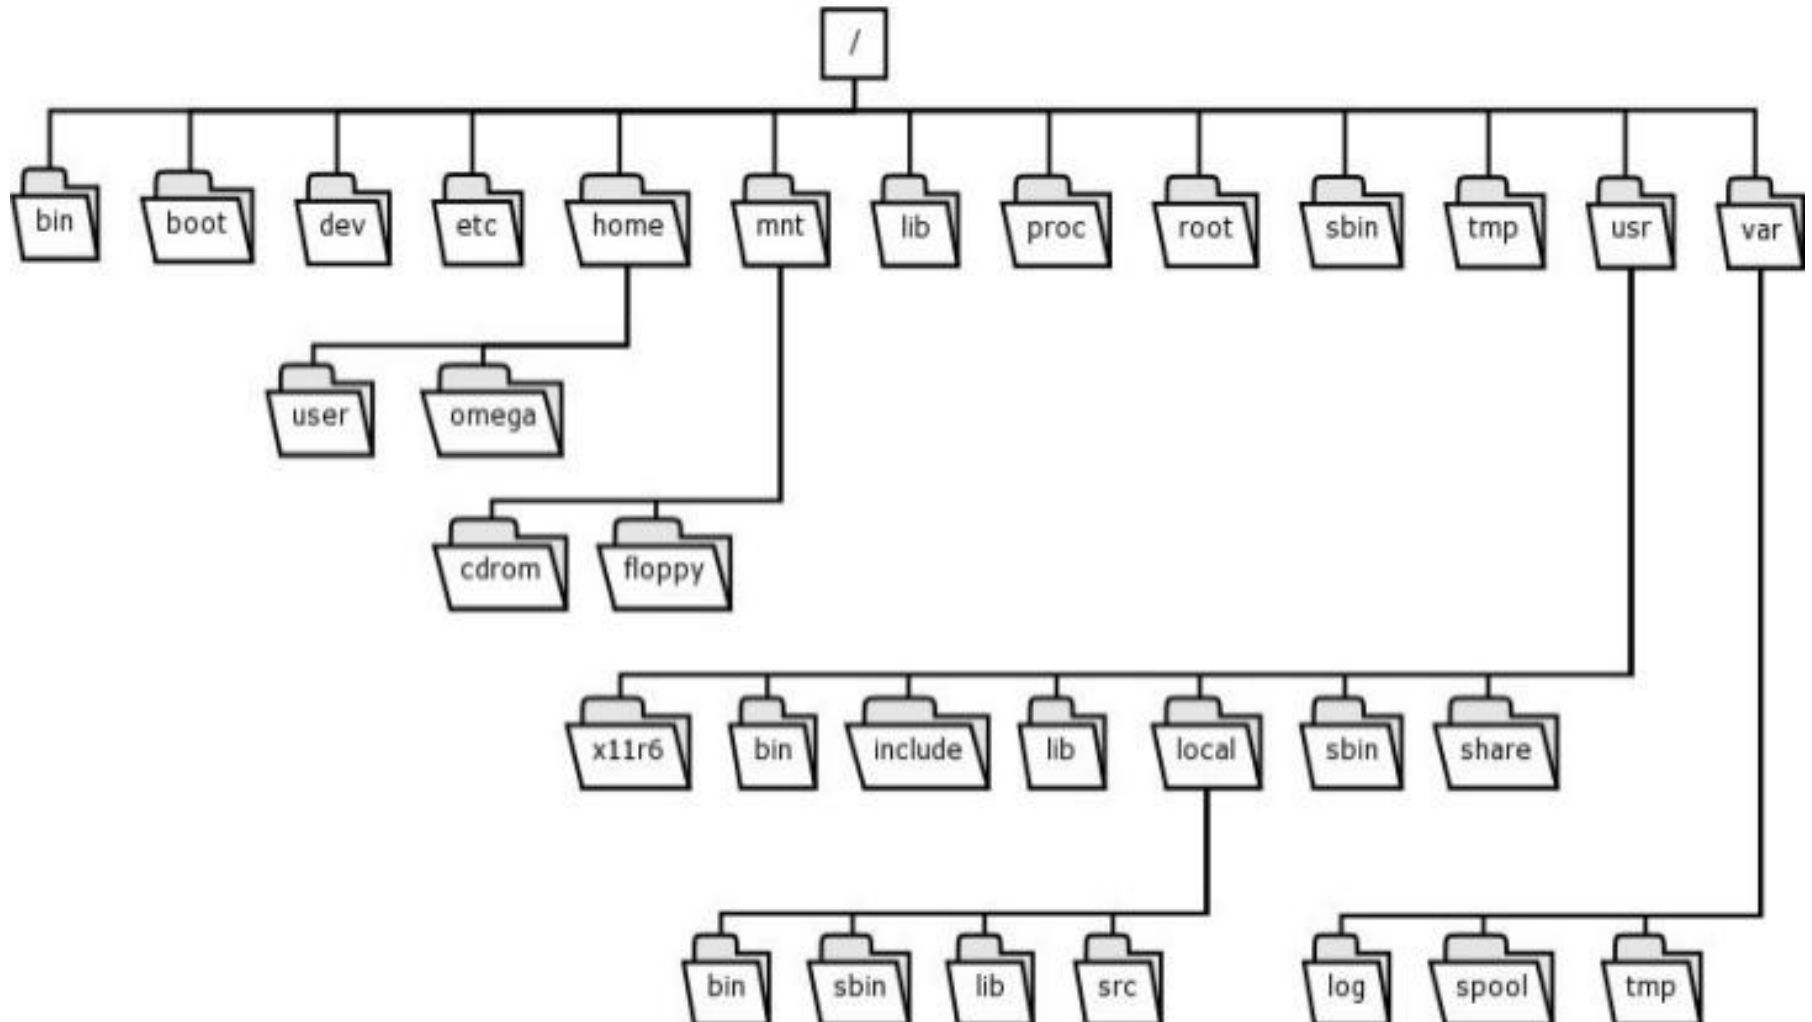 /
bin boot dev etc home mnt lib proc root sbin tmp usr var
user omega
cdrom floppy
x11r6 bin include lib local sbin share
bin sbin lib src log spool tmp